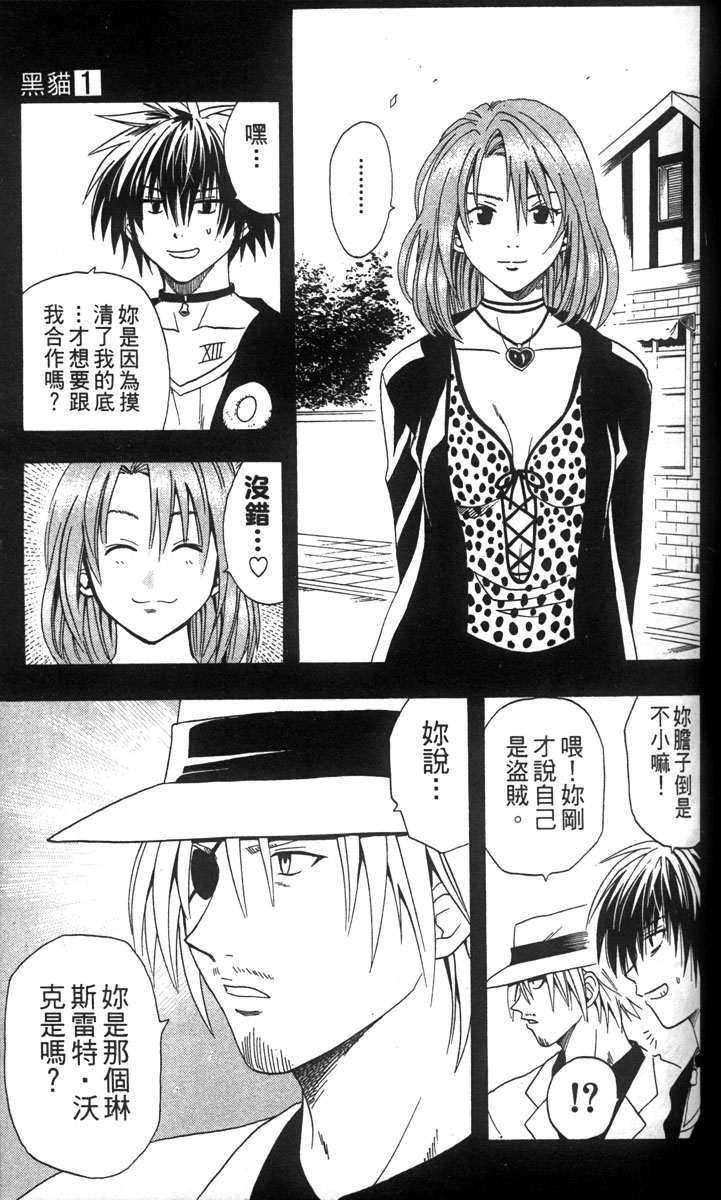 黑貓1
………
嘿…
妳是因為摸
清了我的底
…才想要跟
我合作嗎？
沒錯…♡
妳膽子倒是
不小嘛！
喂！妳剛
才說自己
是盜賊。
!?
妳說…
妳是那個琳
斯雷特·沃
克是嗎？
XIII